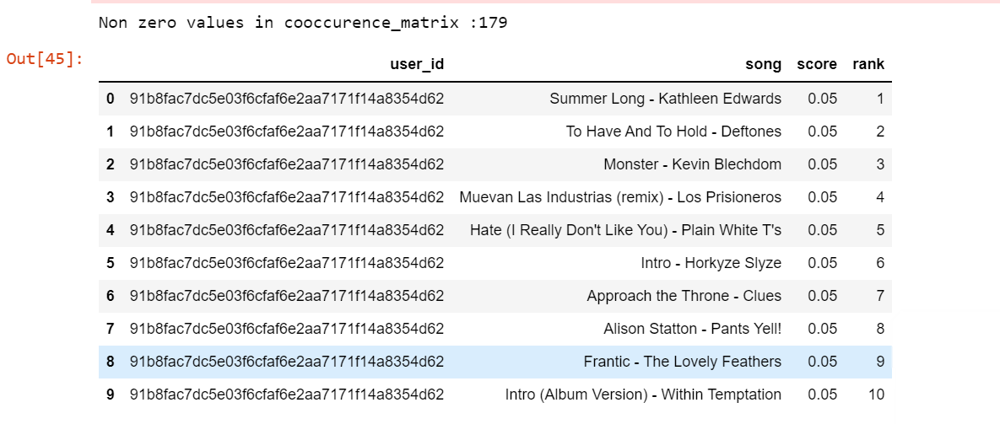 Non zero values in cooccurence_matrix :179
Out[45]:
user_id song score rank
0 91b8fac7dc5e03f6cfaf6e2aa7171f14a8354d62 Summer Long - Kathleen Edwards 0.05 1
1 91b8fac7dc5e03f6cfaf6e2aa7171f14a8354d62 To Have And To Hold - Deftones 0.05 2
2 91b8fac7dc5e03f6cfaf6e2aa7171f14a8354d62 Monster - Kevin Blechdom 0.05 3
3 91b8fac7dc5e03f6cfaf6e2aa7171f14a8354d62 Muevan Las Industrias (remix) - Los Prisioneros 0.05 4
4 91b8fac7dc5e03f6cfaf6e2aa7171f14a8354d62 Hate (I Really Don't Like You) - Plain White T's 0.05 5
5 91b8fac7dc5e03f6cfaf6e2aa7171f14a8354d62 Intro - Horkyze Slyze 0.05 6
6 91b8fac7dc5e03f6cfaf6e2aa7171f14a8354d62 Approach the Throne - Clues 0.05 7
7 91b8fac7dc5e03f6cfaf6e2aa7171f14a8354d62 Alison Statton - Pants Yell! 0.05 8
8 91b8fac7dc5e03f6cfaf6e2aa7171f14a8354d62 Frantic - The Lovely Feathers 0.05 9
9 91b8fac7dc5e03f6cfaf6e2aa7171f14a8354d62 Intro (Album Version) - Within Temptation 0.05 10